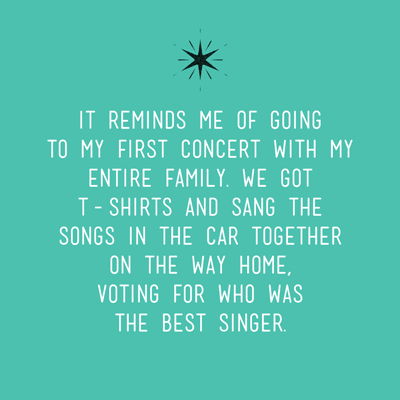 IT REMINDS ME OF GOING
TO MY FIRST CONCERT WITH MY
ENTIRE FAMILY. WE GOT
T-SHIRTS AND SANG THE
SONGS IN THE CAR TOGETHER
ON THE WAY HOME,
VOTING FOR WHO WAS
THE BEST SINGER.